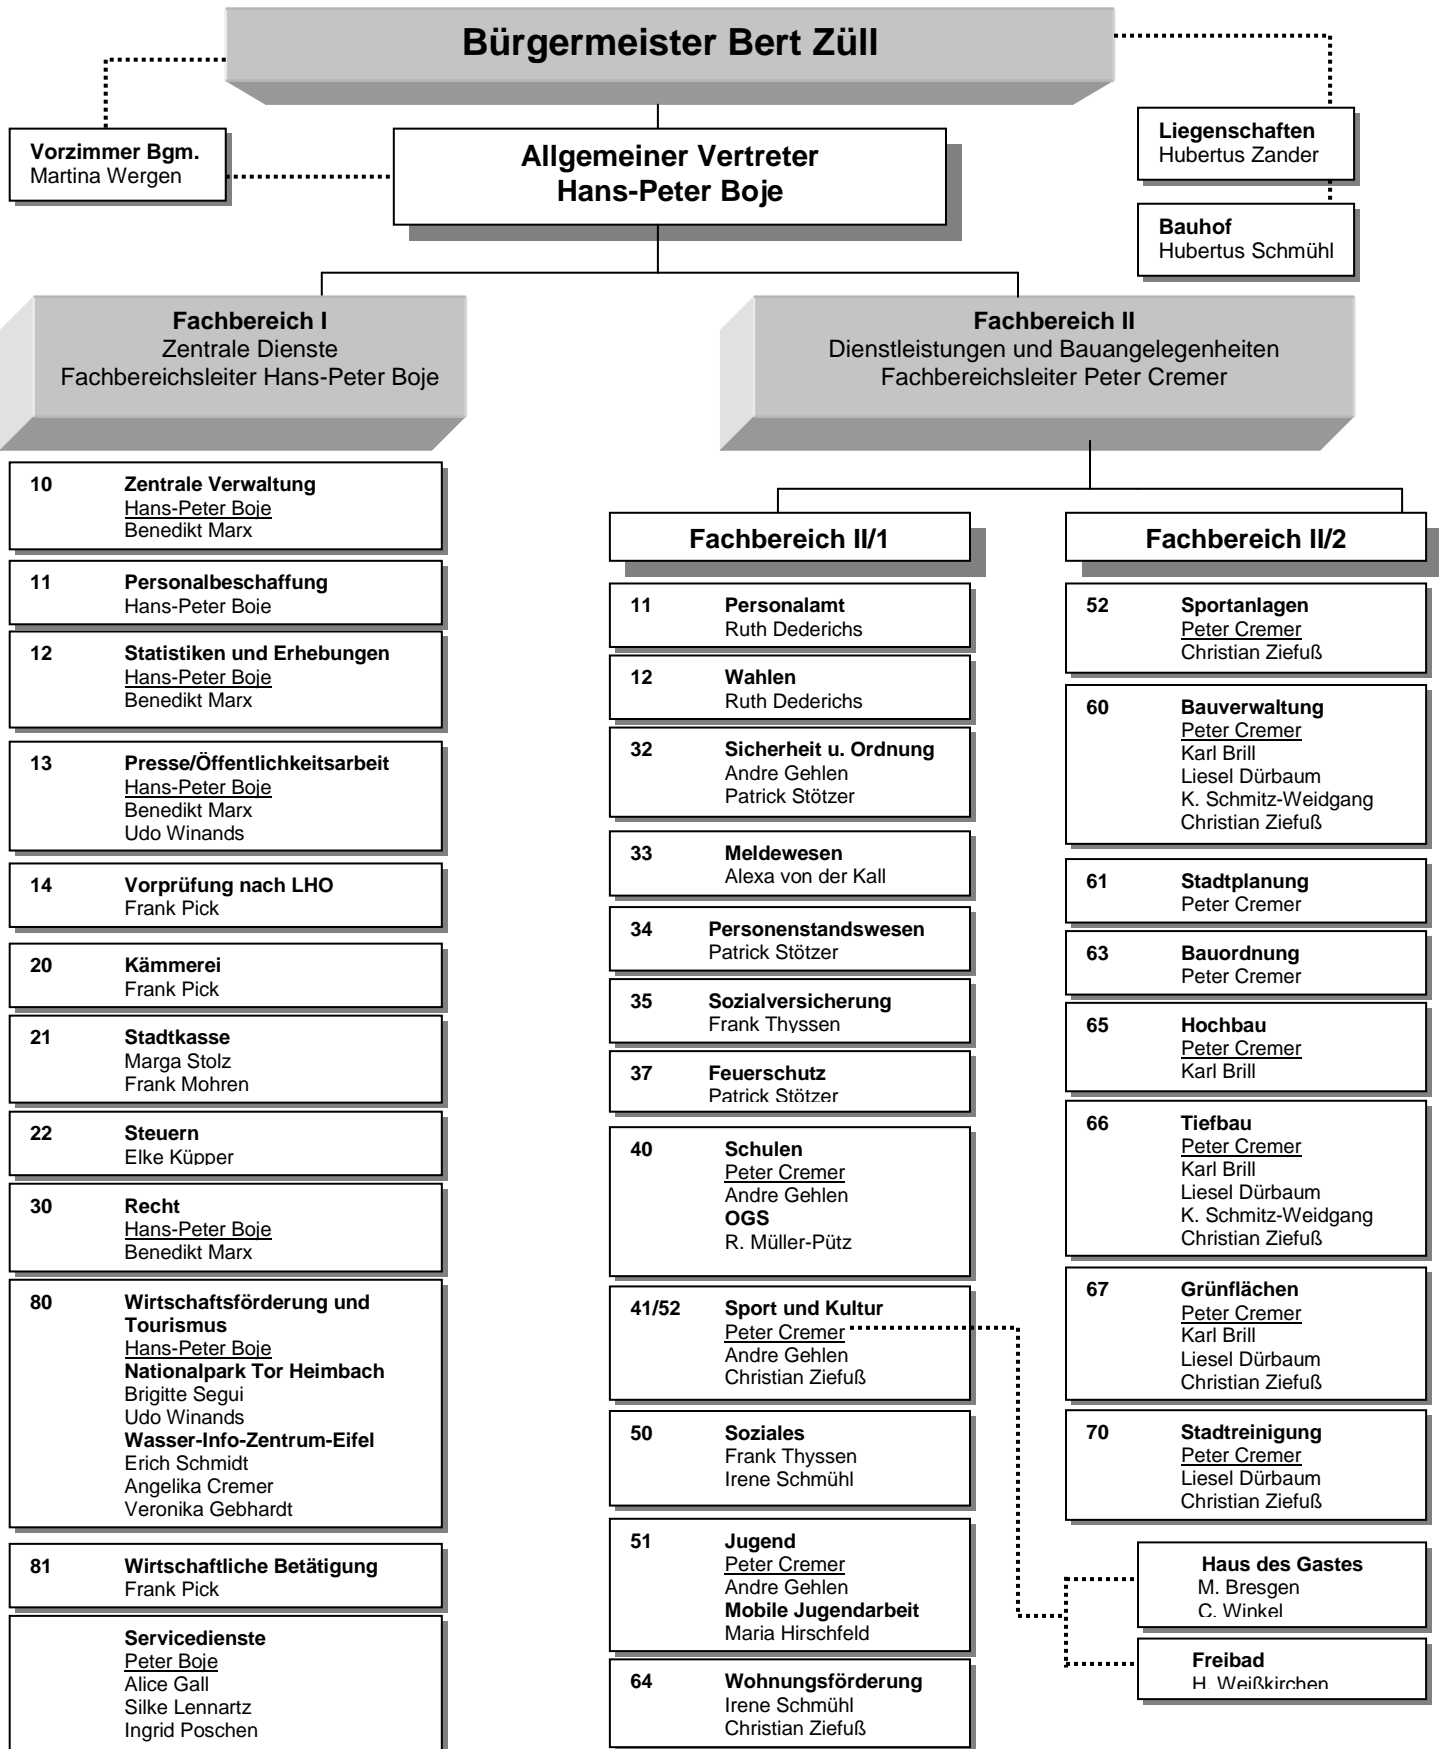 Bürgermeister Bert Züll
Vorzimmer Bgm.
Martina Wergen
Allgemeiner Vertreter
Hans-Peter Boje
Liegenschaften
Hubertus Zander
Bauhof
Hubertus Schmühl
Fachbereich I
Zentrale Dienste
Fachbereichsleiter Hans-Peter Boje
Fachbereich II
Dienstleistungen und Bauangelegenheiten
Fachbereichsleiter Peter Cremer
10 Zentrale Verwaltung
Hans-Peter Boje
Benedikt Marx
11 Personalbeschaffung
Hans-Peter Boje
12 Statistiken und Erhebungen
Hans-Peter Boje
Benedikt Marx
13 Presse/Öffentlichkeitsarbeit
Hans-Peter Boje
Benedikt Marx
Udo Winands
14 Vorprüfung nach LHO
Frank Pick
20 Kämmerei
Frank Pick
21 Stadtkasse
Marga Stolz
Frank Mohren
22 Steuern
Elke Küpper
30 Recht
Hans-Peter Boje
Benedikt Marx
80 Wirtschaftsförderung und
Tourismus
Hans-Peter Boje
Nationalpark Tor Heimbach
Brigitte Segui
Udo Winands
Wasser-Info-Zentrum-Eifel
Erich Schmidt
Angelika Cremer
Veronika Gebhardt
81 Wirtschaftliche Betätigung
Frank Pick
Servicedienste
Peter Boje
Alice Gall
Silke Lennartz
Ingrid Poschen
Fachbereich II/1
11 Personalamt
Ruth Dederichs
12 Wahlen
Ruth Dederichs
32 Sicherheit u. Ordnung
Andre Gehlen
Patrick Stötzer
33 Meldewesen
Alexa von der Kall
34 Personenstandswesen
Patrick Stötzer
35 Sozialversicherung
Frank Thyssen
37 Feuerschutz
Patrick Stötzer
40 Schulen
Peter Cremer
Andre Gehlen
OGS
R. Müller-Pütz
41/52 Sport und Kultur
Peter Cremer
Andre Gehlen
Christian Ziefuß
50 Soziales
Frank Thyssen
Irene Schmühl
51 Jugend
Peter Cremer
Andre Gehlen
Mobile Jugendarbeit
Maria Hirschfeld
64 Wohnungsförderung
Irene Schmühl
Christian Ziefuß
Fachbereich II/2
52 Sportanlagen
Peter Cremer
Christian Ziefuß
60 Bauverwaltung
Peter Cremer
Karl Brill
Liesel Dürbaum
K. Schmitz-Weidgang
Christian Ziefuß
61 Stadtplanung
Peter Cremer
63 Bauordnung
Peter Cremer
65 Hochbau
Peter Cremer
Karl Brill
66 Tiefbau
Peter Cremer
Karl Brill
Liesel Dürbaum
K. Schmitz-Weidgang
Christian Ziefuß
67 Grünflächen
Peter Cremer
Karl Brill
Liesel Dürbaum
Christian Ziefuß
70 Stadtreinigung
Peter Cremer
Liesel Dürbaum
Christian Ziefuß
Haus des Gastes
M. Bresgen
C. Winkel
Freibad
H. Weißkirchen